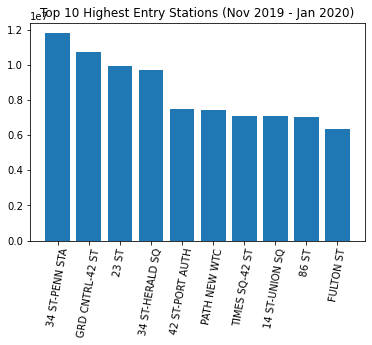 Top 10 Highest Entry Stations (Nov 2019 - Jan 2020)
1e7
1.2
1.0
0.8
0.6
0.4
0.2
0.0
34 ST-PENN STA
GRD CNTRL-42 ST
23 ST
34 ST-HERALD SQ
42 ST-PORT AUTH
PATH NEW WTC
TIMES SQ-42 ST
14 ST-UNION SQ
86 ST
FULTON ST